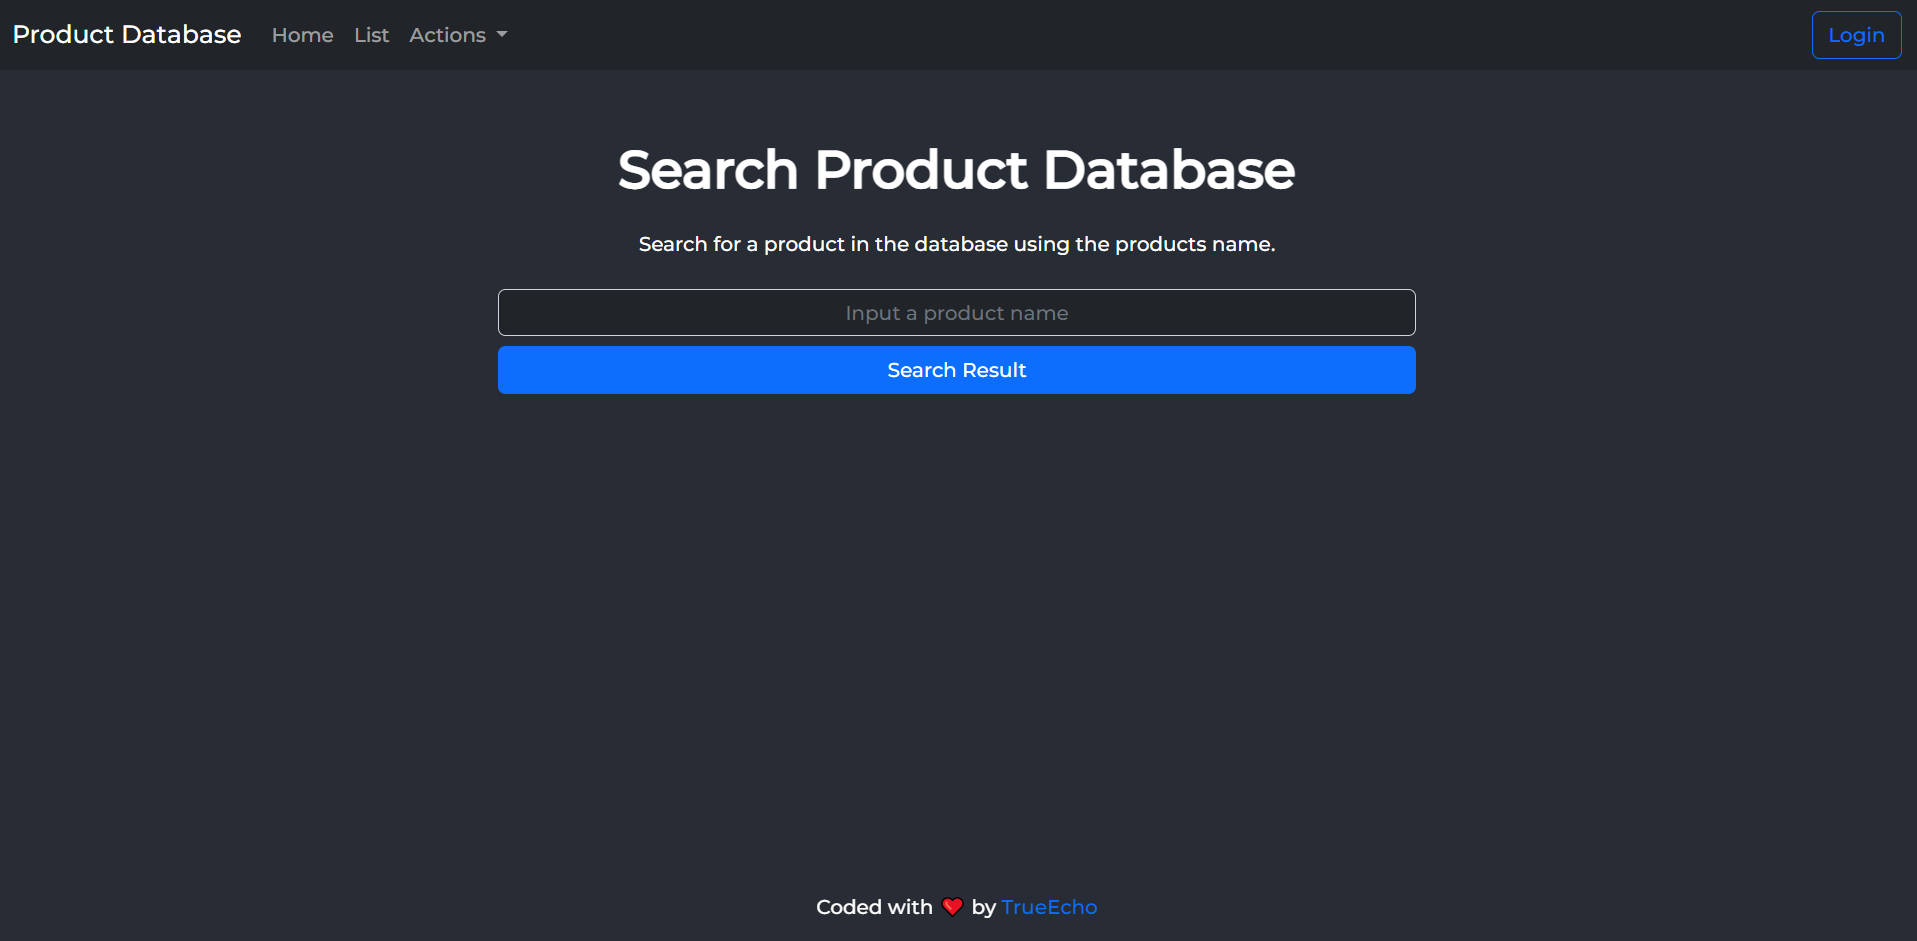 Product Database Home List Actions Login
Search Product Database
Search for a product in the database using the products name.
Input a product name
Search Result
Coded with ❤️ by TrueEcho